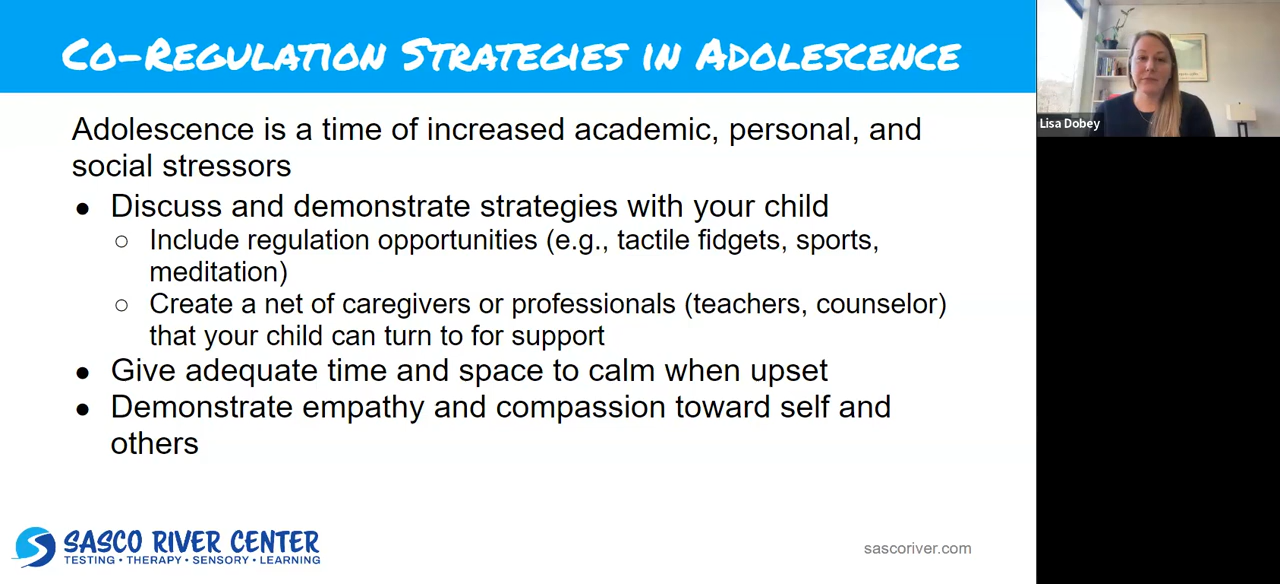 Co-Regulation Strategies in Adolescence
Adolescence is a time of increased academic, personal, and
social stressors
● Discuss and demonstrate strategies with your child
○ Include regulation opportunities (e.g., tactile fidgets, sports,
meditation)
○ Create a net of caregivers or professionals (teachers, counselor)
that your child can turn to for support
● Give adequate time and space to calm when upset
● Demonstrate empathy and compassion toward self and
others
SASCO RIVER CENTER
TESTING • THERAPY • SENSORY • LEARNING
sascoriver.com
Lisa Dobey